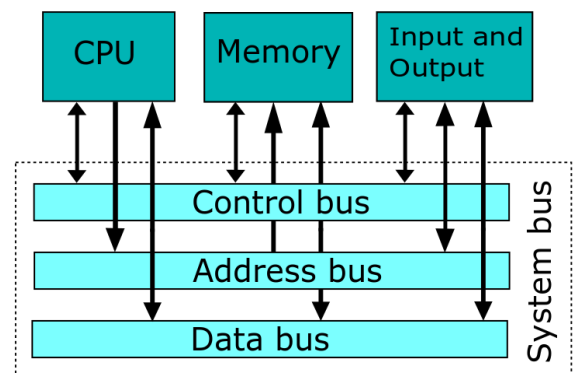 CPU
Memory
Input and
Output
Control bus
Address bus
Data bus
System bus